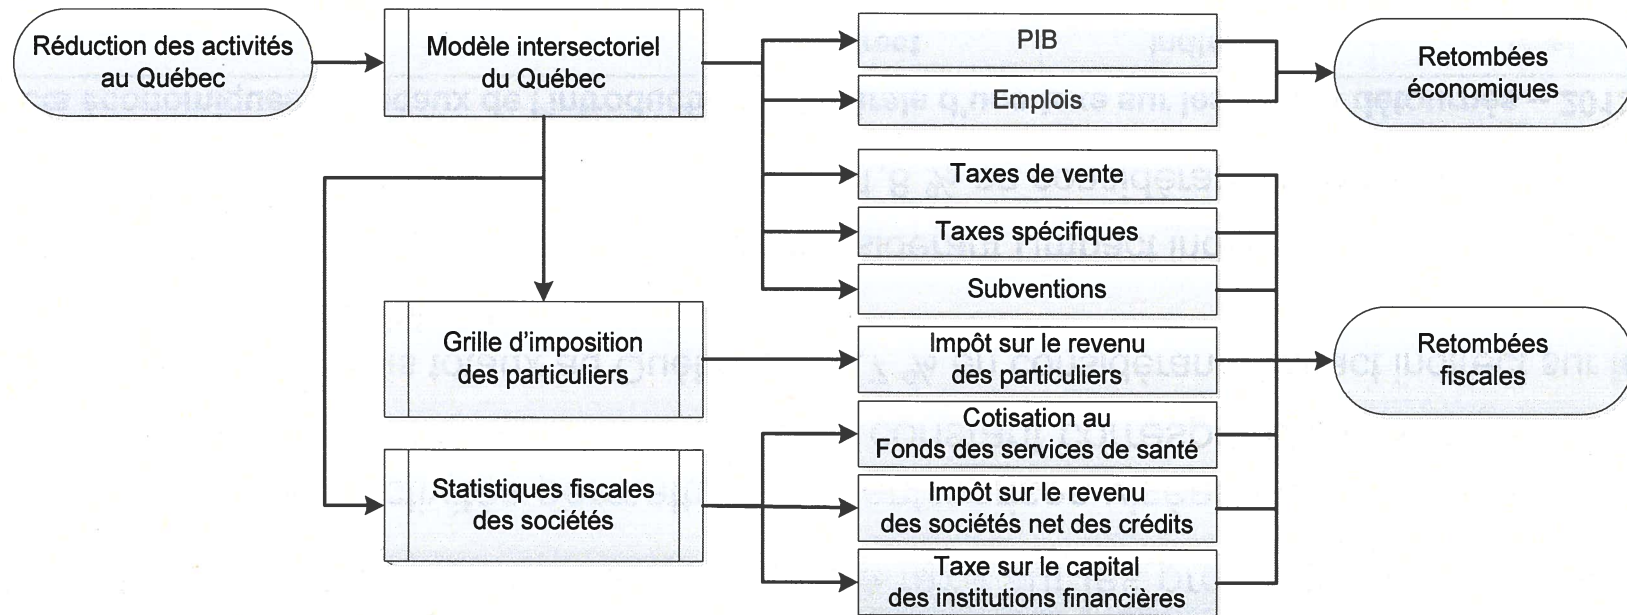 Réduction des activités
au Québec
Modèle intersectoriel
du Québec
PIB
Emplois
Retombées
économiques
Taxes de vente
Taxes spécifiques
Subventions
Grille d'imposition
des particuliers
Impôt sur le revenu
des particuliers
Retombées
fiscales
Cotisation au
Fonds des services de santé
Statistiques fiscales
des sociétés
Impôt sur le revenu
des sociétés net des crédits
Taxe sur le capital
des institutions financières